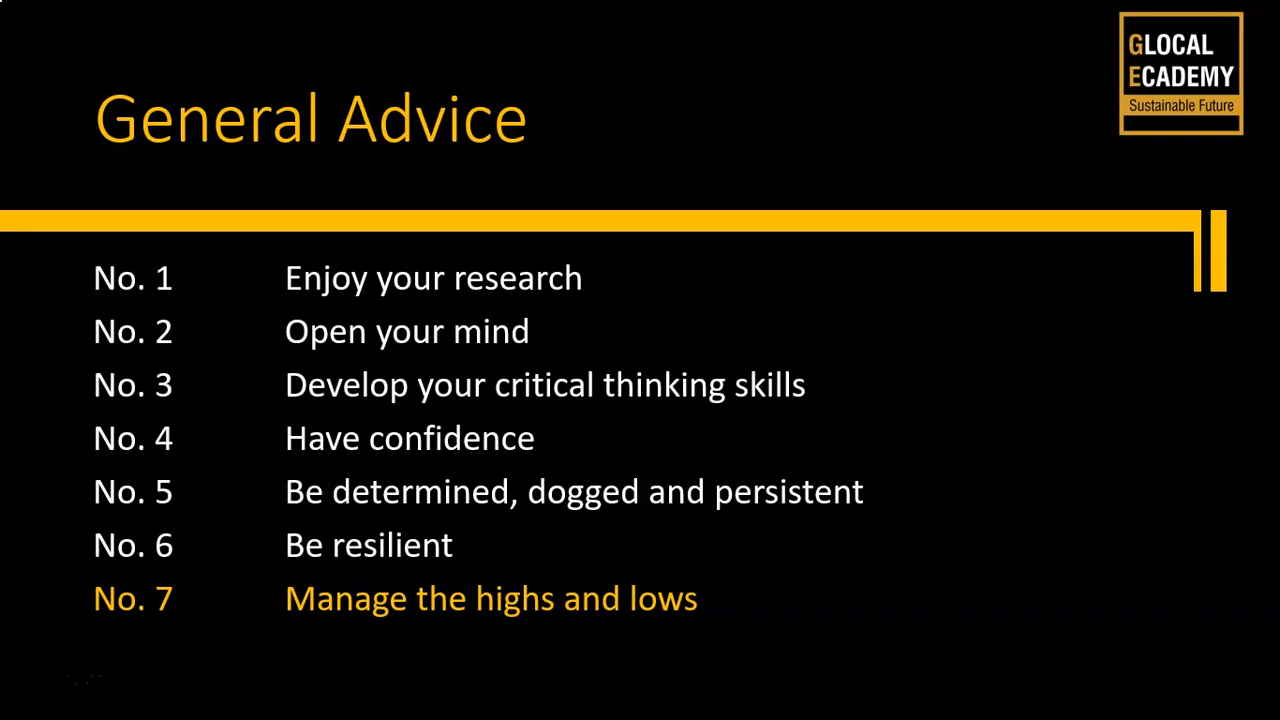 GLOCAL
ECADEMY
Sustainable Future
General Advice
No. 1 Enjoy your research
No. 2 Open your mind
No. 3 Develop your critical thinking skills
No. 4 Have confidence
No. 5 Be determined, dogged and persistent
No. 6 Be resilient
No. 7 Manage the highs and lows